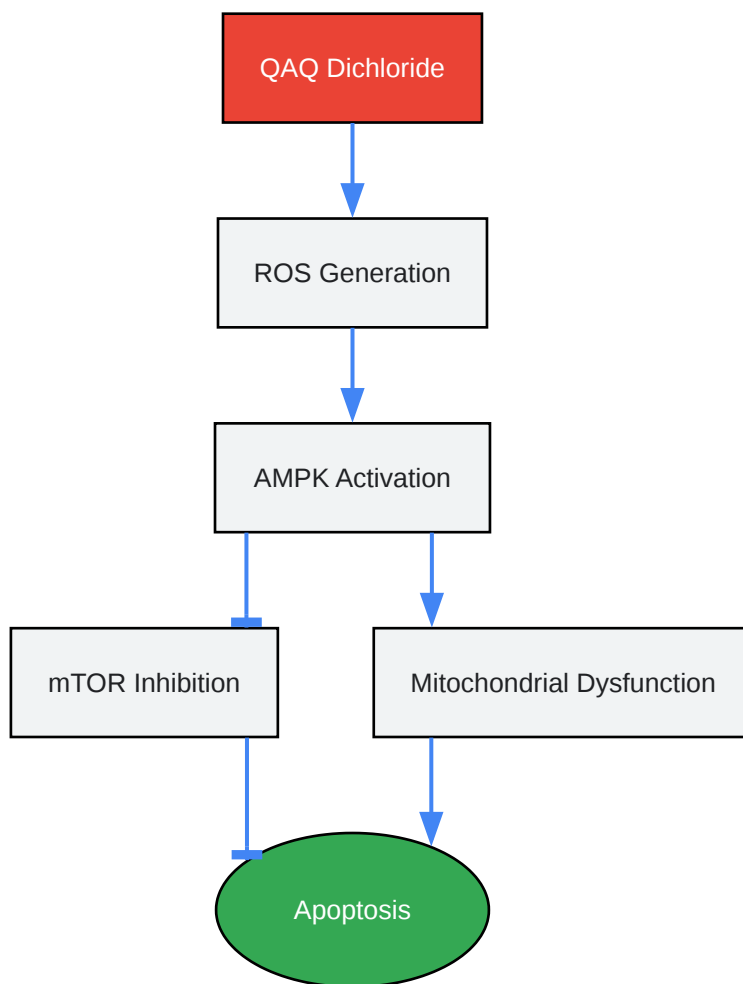 QAQ Dichloride
ROS Generation
AMPK Activation
mTOR Inhibition
Mitochondrial Dysfunction
Apoptosis